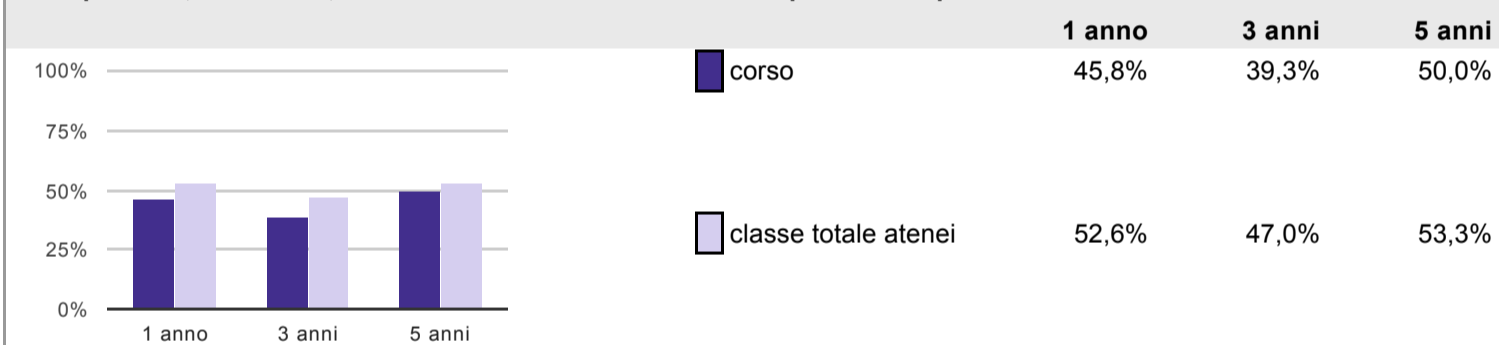 1 anno 3 anni 5 anni
100%
75%
50%
25%
0%
1 anno 3 anni 5 anni
corso 45,8% 39,3% 50,0%
classe totale atenei 52,6% 47,0% 53,3%